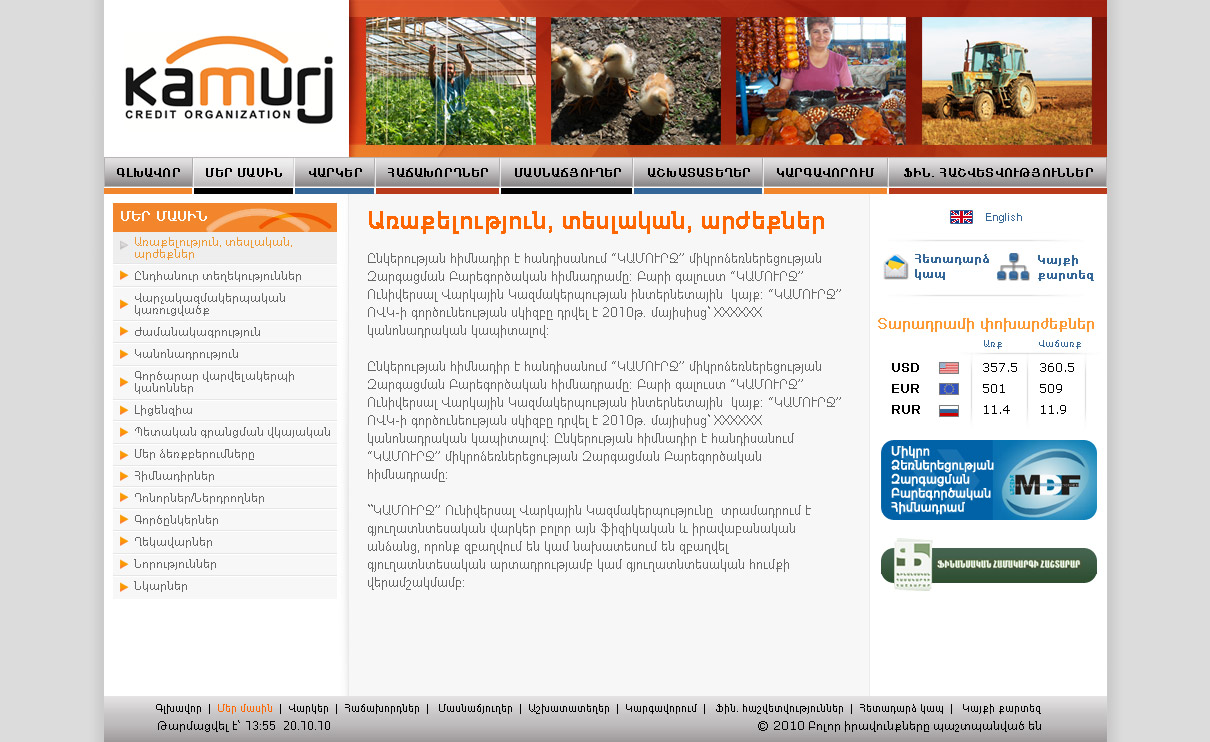 kamurj
CREDIT ORGANIZATION
ԳԼԽԱՎՈՐ
ՄԵՐ ՄԱՍԻՆ
ՎԱՐԿԵՐ
ՀԱՃԱԽՈՐԴՆԵՐ
ՄԱՍՆԱՃՅՈՒՂԵՐ
ԱՇԽԱՏԱՏԵՂԵՐ
ԿԱՐԳԱՎՈՐՈՒՄ
ՖԻՆ. ՀԱՇՎԵՏՎՈՒԹՅՈՒՆՆԵՐ
ՄԵՐ ՄԱՍԻՆ
Առաքելություն, տեսլական,
արժեքներ
Ընդհանուր տեղեկություններ
Վարչակազմակերպական
կառուցվածք
Ժամանակագրություն
Կանոնադրություն
Գործարար վարվելակերպի
կանոններ
Լիցենզիա
Պետական գրանցման վկայական
Մեր ձեռքբերումները
Հիմնադիրներ
Դոնորներ/Ներդրողներ
Գործընկերներ
Ղեկավարներ
Նորություններ
Նկարներ
Առաքելություն, տեսլական, արժեքներ
Ընկերության հիմնադիր է հանդիսանում “ԿԱՄՈՒՐՋ” միկրոձեռներեցության
Զարգացման Բարեգործական հիմնադրամը: Բարի գալուստ “ԿԱՄՈՒՐՋ”
Ունիվերսալ Վարկային Կազմակերպության ինտերնետային կայք: “ԿԱՄՈՒՐՋ”
ՈՎԿ-ի գործունեության սկիզբը դրվել է 2010թ. մայիսիսց՝ XXXXXX
կանոնադրական կապիտալով:
Ընկերության հիմնադիր է հանդիսանում “ԿԱՄՈՒՐՋ” միկրոձեռներեցության
Զարգացման Բարեգործական հիմնադրամը: Բարի գալուստ “ԿԱՄՈՒՐՋ”
Ունիվերսալ Վարկային Կազմակերպության ինտերնետային կայք: “ԿԱՄՈՒՐՋ”
ՈՎԿ-ի գործունեության սկիզբը դրվել է 2010թ. մայիսիսց՝ XXXXXX
կանոնադրական կապիտալով: Ընկերության հիմնադիր է հանդիսանում
“ԿԱՄՈՒՐՋ” միկրոձեռներեցության Զարգացման Բարեգործական
հիմնադրամը:
“ԿԱՄՈՒՐՋ” Ունիվերսալ Վարկային Կազմակերպությունը տրամադրում է
գյուղատնտեսական վարկեր բոլոր այն ֆիզիկական և իրավաբանական
անձանց, որոնք զբաղվում են կամ նախատեսում են զբաղվել
գյուղատնտեսական արտադրությամբ կամ գյուղատնտեսական հումքի
վերամշակմամբ:
English
Հետադարձ
կապ
Կայքի
քարտեզ
Տարադրամի փոխարժեքներ
Առք Վաճառք
USD 357.5 360.5
EUR 501 509
RUR 11.4 11.9
Միկրո
Ձեռներեցության
Զարգացման
Բարեգործական
Հիմնադրամ
MDF
ՖԻՆԱՆՍԱԿԱՆ ՀԱՄԱԿԱՐԳԻ ՀԱՇՏԱՐԱՐ
Գլխավոր | Մեր մասին | Վարկեր | Հաճախորդներ | Մասնաճյուղեր | Աշխատատեղեր | Կարգավորում | Ֆին. հաշվետվություններ | Հետադարձ կապ | Կայքի քարտեզ
Թարմացվել է՝ 13:55 20.10.10
© 2010 Բոլոր իրավունքները պաշտպանված են